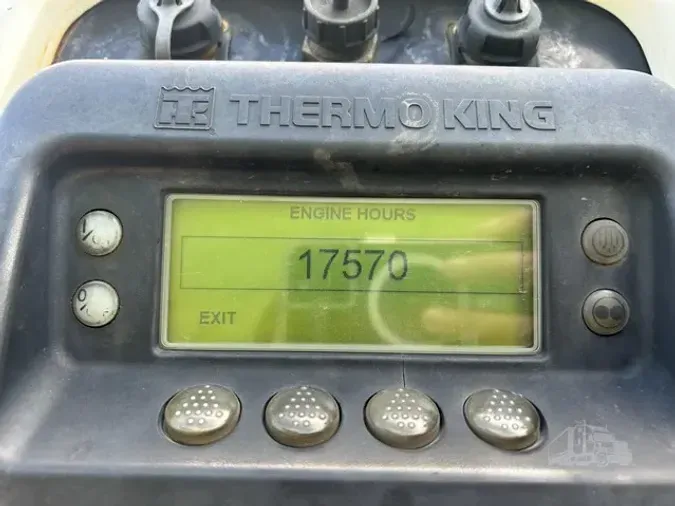 THERMO KING
ENGINE HOURS
17570
EXIT